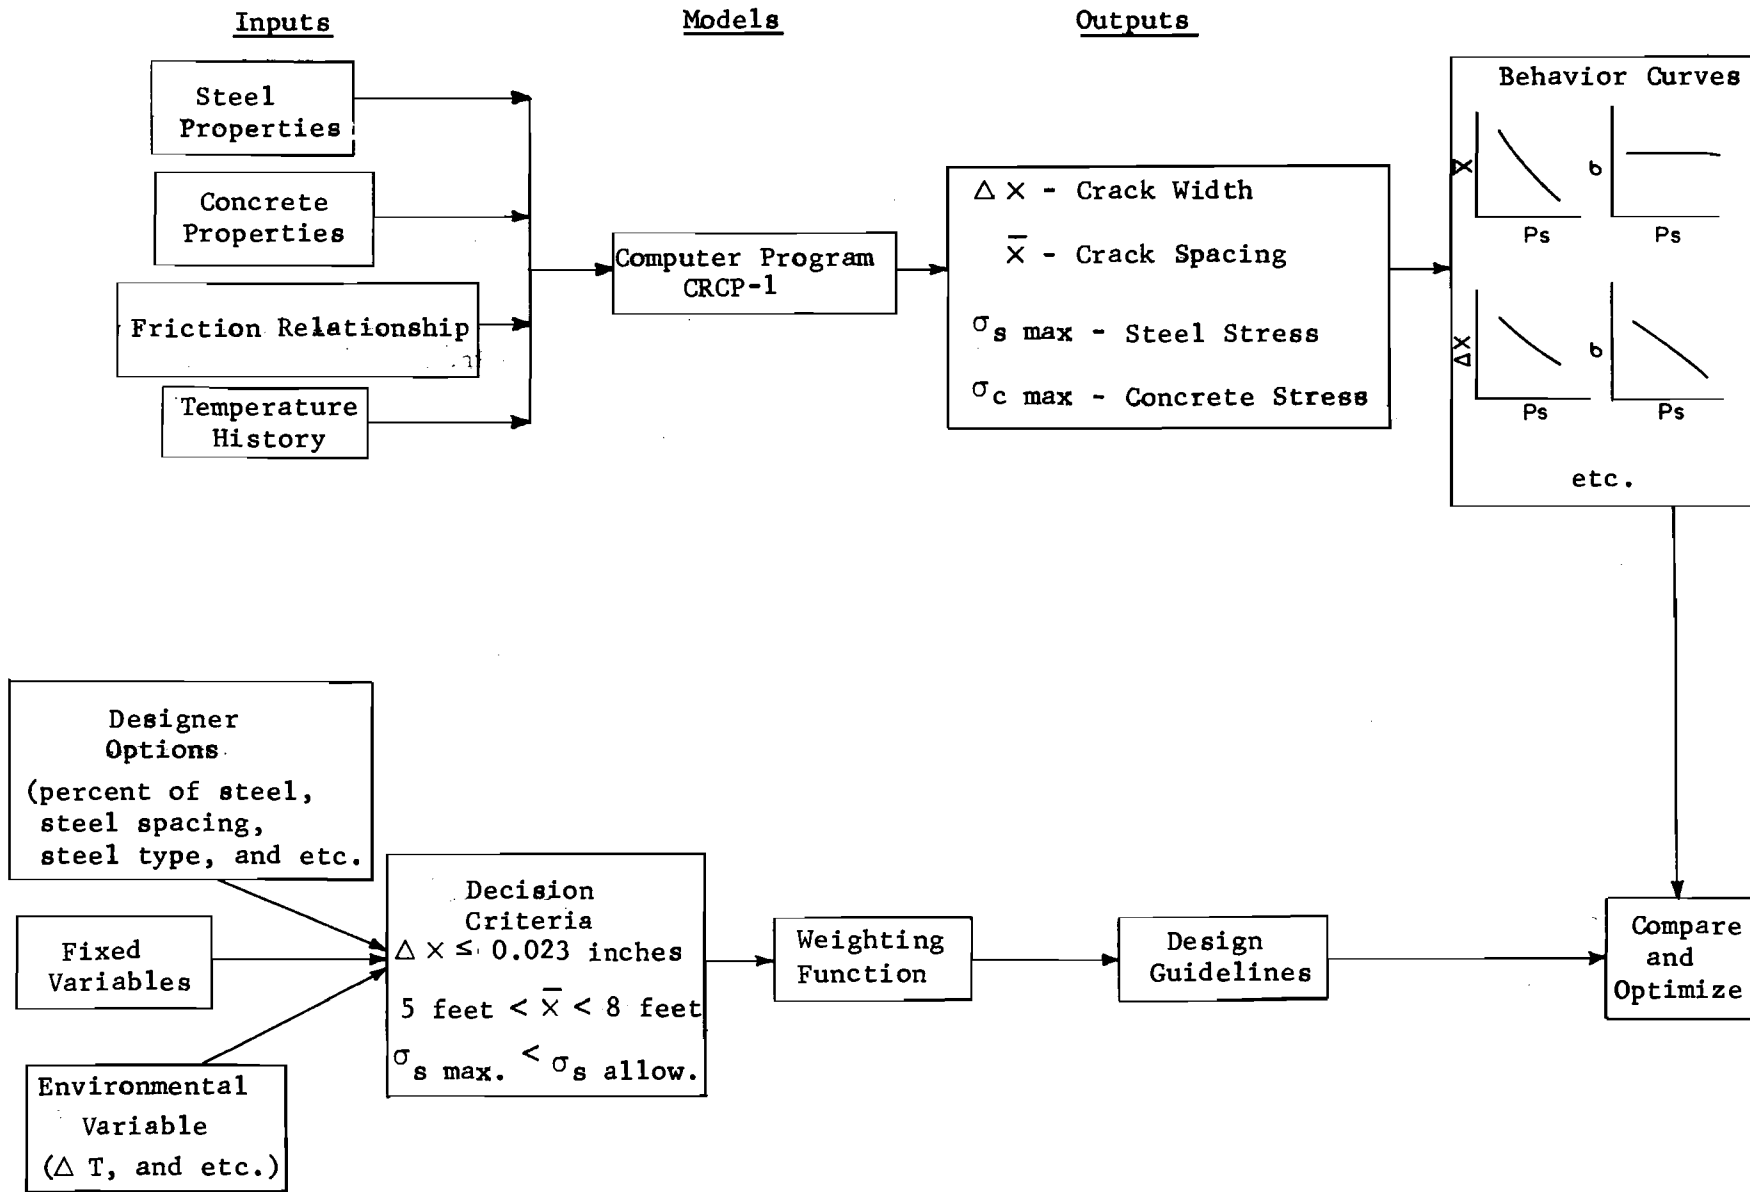 Inputs
Models
Outputs
Steel
Properties
Concrete
Properties
Friction Relationship
Temperature
History
Computer Program
CRCP-1
Δ X - Crack Width
x̄ - Crack Spacing
σs max - Steel Stress
σc max - Concrete Stress
Behavior Curves
x̄
Ps
σ
Ps
ΔX
Ps
σ
Ps
etc.
Designer
Options
(percent of steel,
steel spacing,
steel type, and etc.
Fixed
Variables
Environmental
Variable
(Δ T, and etc.)
Decision
Criteria
Δ X ≤ 0.023 inches
5 feet < x̄ < 8 feet
σs max. < σs allow.
Weighting
Function
Design
Guidelines
Compare
and
Optimize